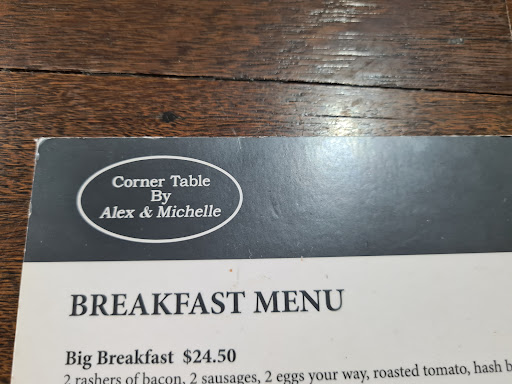 Corner Table
By
Alex & Michelle
BREAKFAST MENU
Big Breakfast $24.50
2 rashers of bacon, 2 sausages, 2 eggs your way, roasted tomato, hash